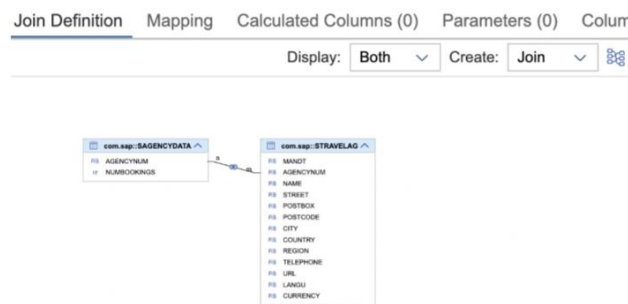 Join Definition Mapping Calculated Columns (0) Parameters (0) Colum
Display: Both Create: Join
com.sap::SAGENCYDATA
AGENCYNUM
NUMBOOKINGS
com.sap::STRAVELAG
MANDT
AGENCYNUM
NAME
STREET
POSTBOX
POSTCODE
CITY
COUNTRY
REGION
TELEPHONE
URL
LANGU
CURRENCY